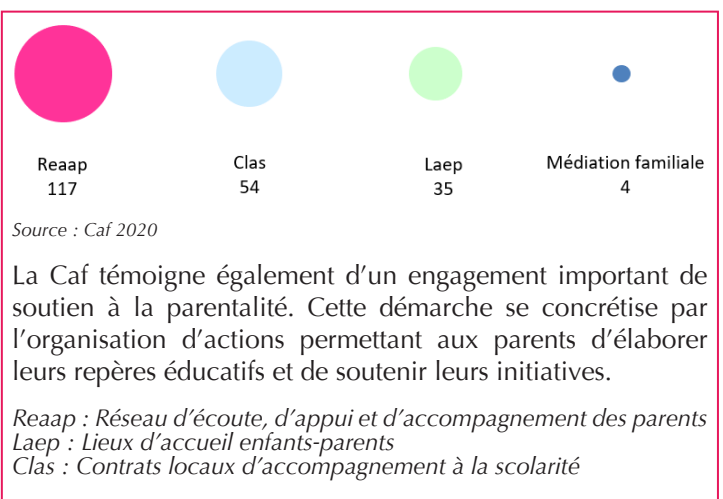 Reaap Clas Laep Médiation familiale
117 54 35 4
Source : Caf 2020
La Caf témoigne également d’un engagement important de
soutien à la parentalité. Cette démarche se concrétise par
l’organisation d’actions permettant aux parents d’élaborer
leurs repères éducatifs et de soutenir leurs initiatives.
Reaap : Réseau d’écoute, d’appui et d’accompagnement des parents
Laep : Lieux d’accueil enfants-parents
Clas : Contrats locaux d’accompagnement à la scolarité